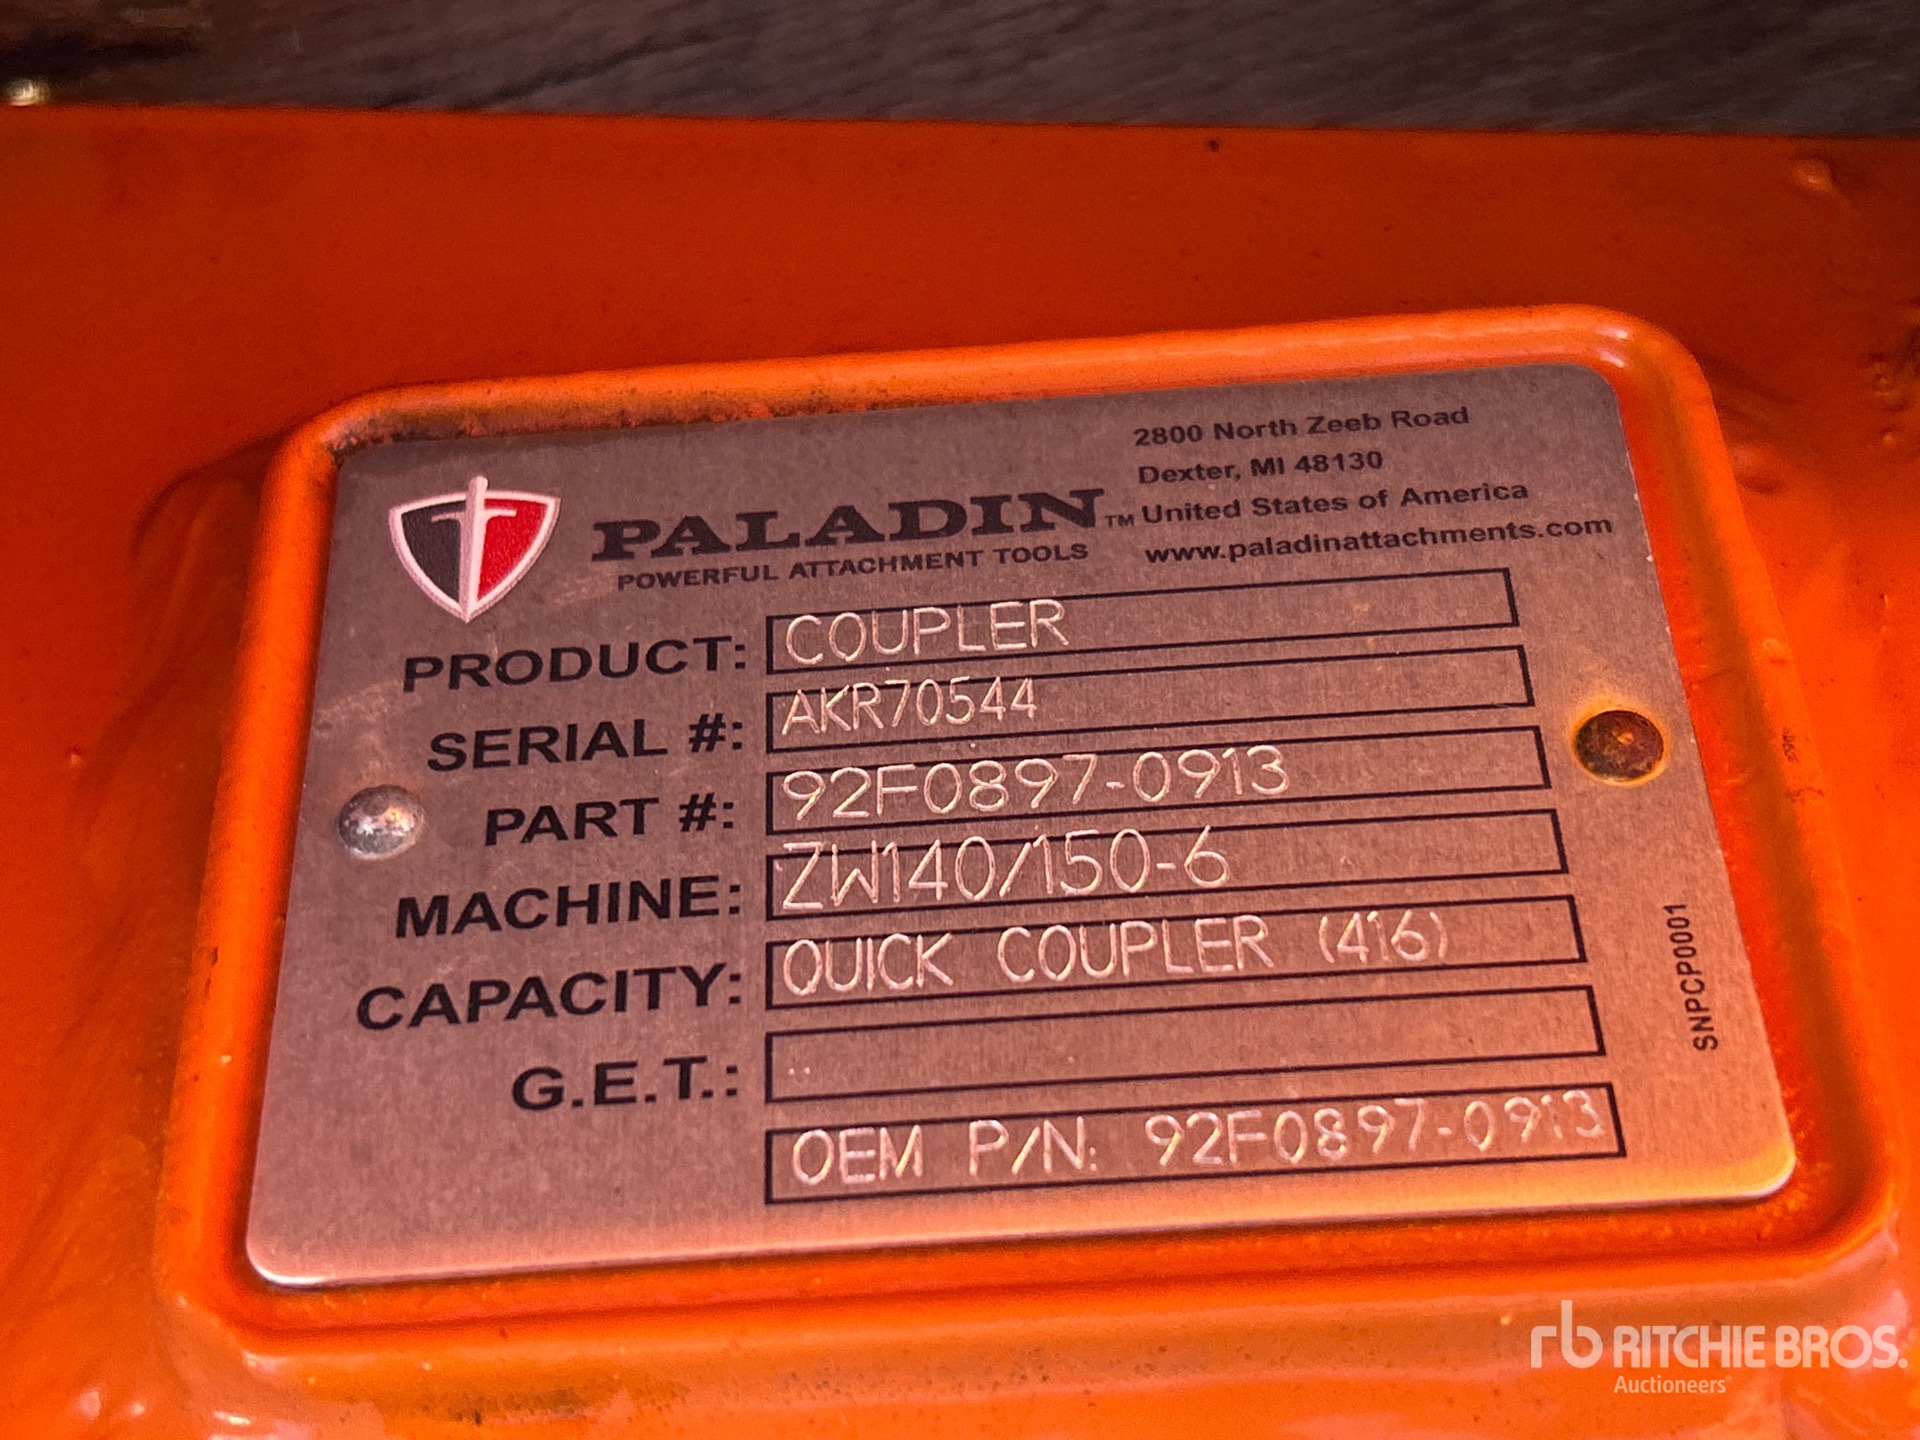 PALADIN™
POWERFUL ATTACHMENT TOOLS
2800 North Zeeb Road
Dexter, MI 48130
United States of America
www.paladinattachments.com
PRODUCT: COUPLER
SERIAL #: AKR70544
PART #: 92F0897-0913
MACHINE: ZW140/150-6
CAPACITY: QUICK COUPLER (416)
G.E.T.:
OEM P/N: 92F0897-0913
SNPCP0001
rb RITCHIE BROS.
Auctioneers